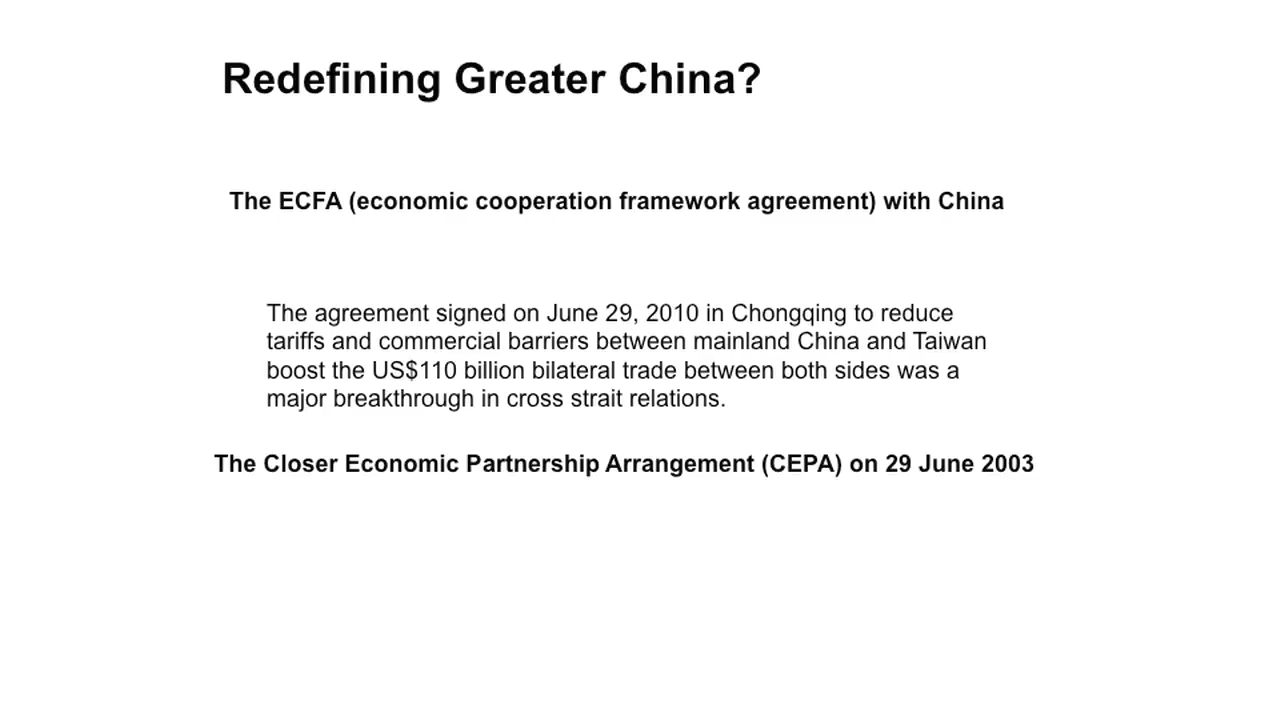 Redefining Greater China?
The ECFA (economic cooperation framework agreement) with China
The agreement signed on June 29, 2010 in Chongqing to reduce
tariffs and commercial barriers between mainland China and Taiwan
boost the US$110 billion bilateral trade between both sides was a
major breakthrough in cross strait relations.
The Closer Economic Partnership Arrangement (CEPA) on 29 June 2003